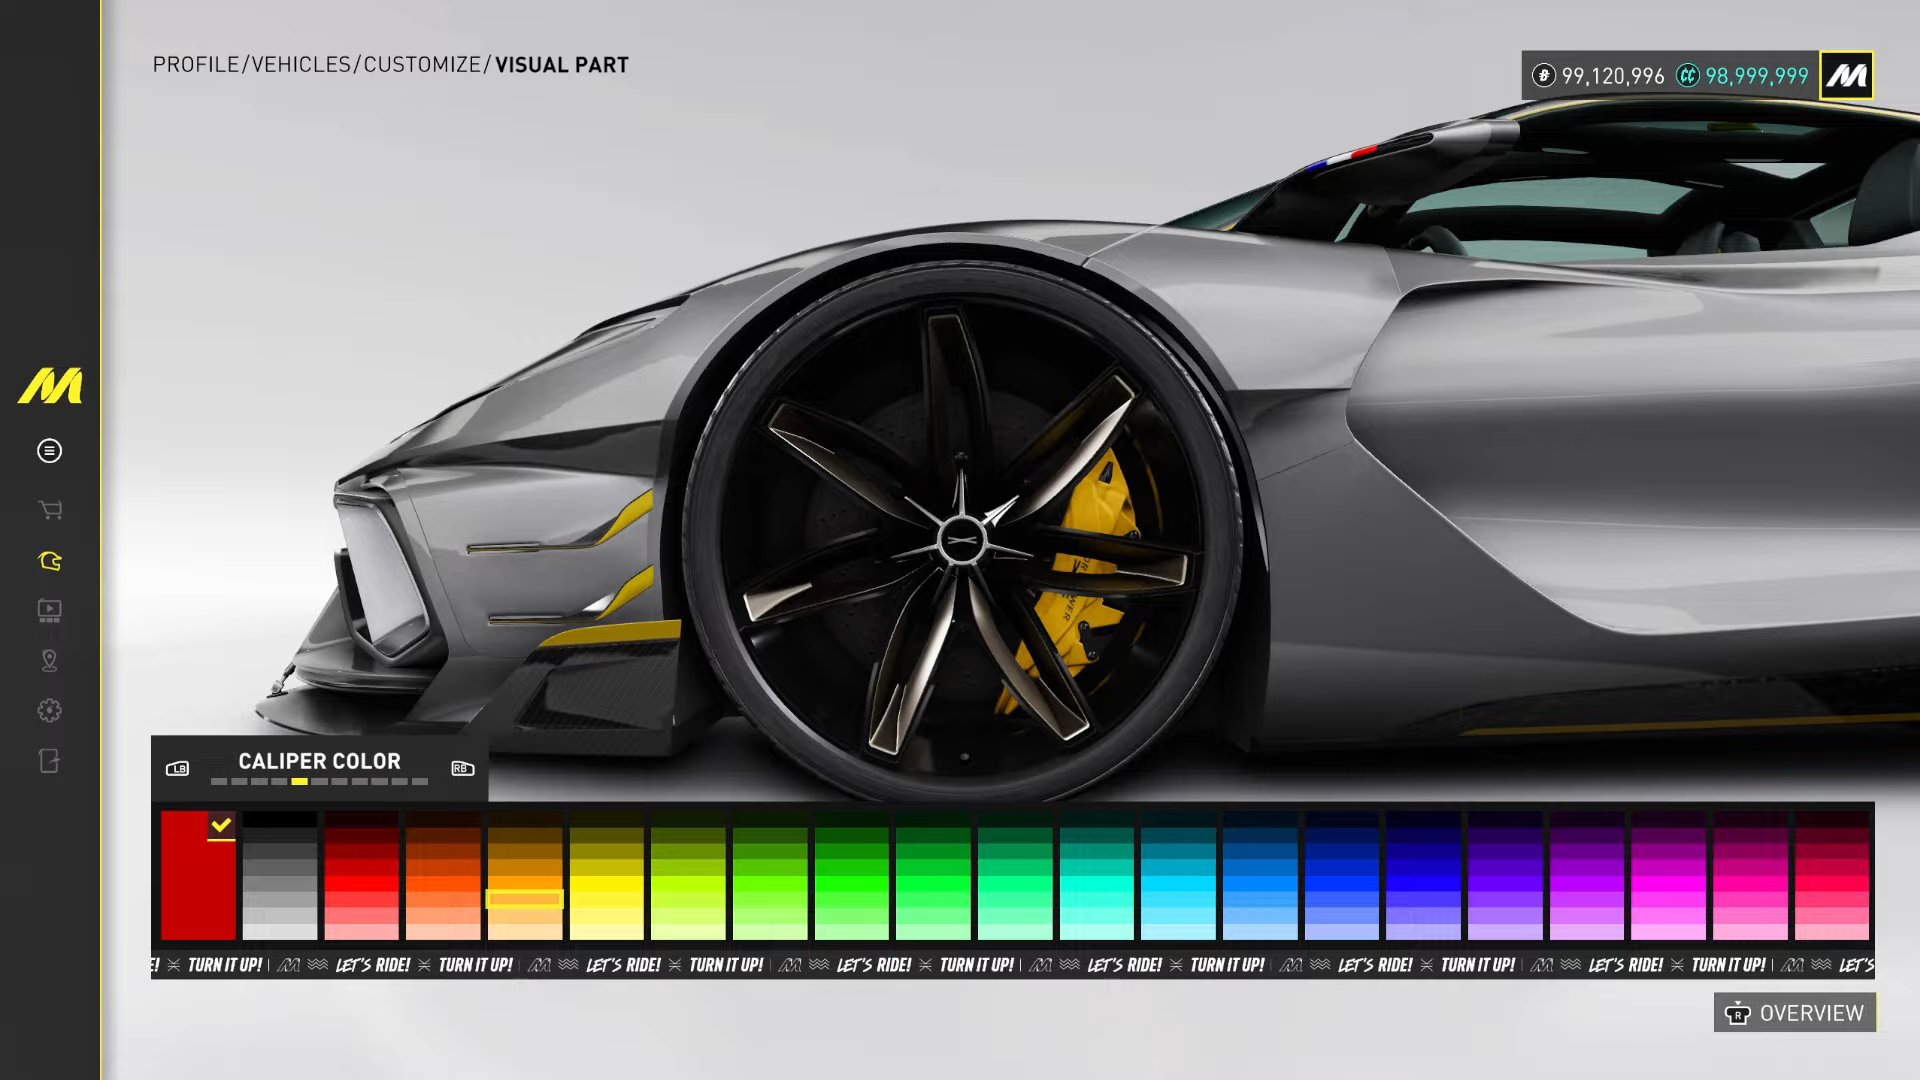 PROFILE/VEHICLES/CUSTOMIZE/VISUAL PART
99,120,996 98,999,999
LB CALIPER COLOR RB
E! TURN IT UP! LET'S RIDE! TURN IT UP! LET'S RIDE! TURN IT UP! LET'S RIDE! TURN IT UP! LET'S RIDE! TURN IT UP! LET'S RIDE! TURN IT UP! LET'S RIDE! TURN IT UP! LET'S
R OVERVIEW